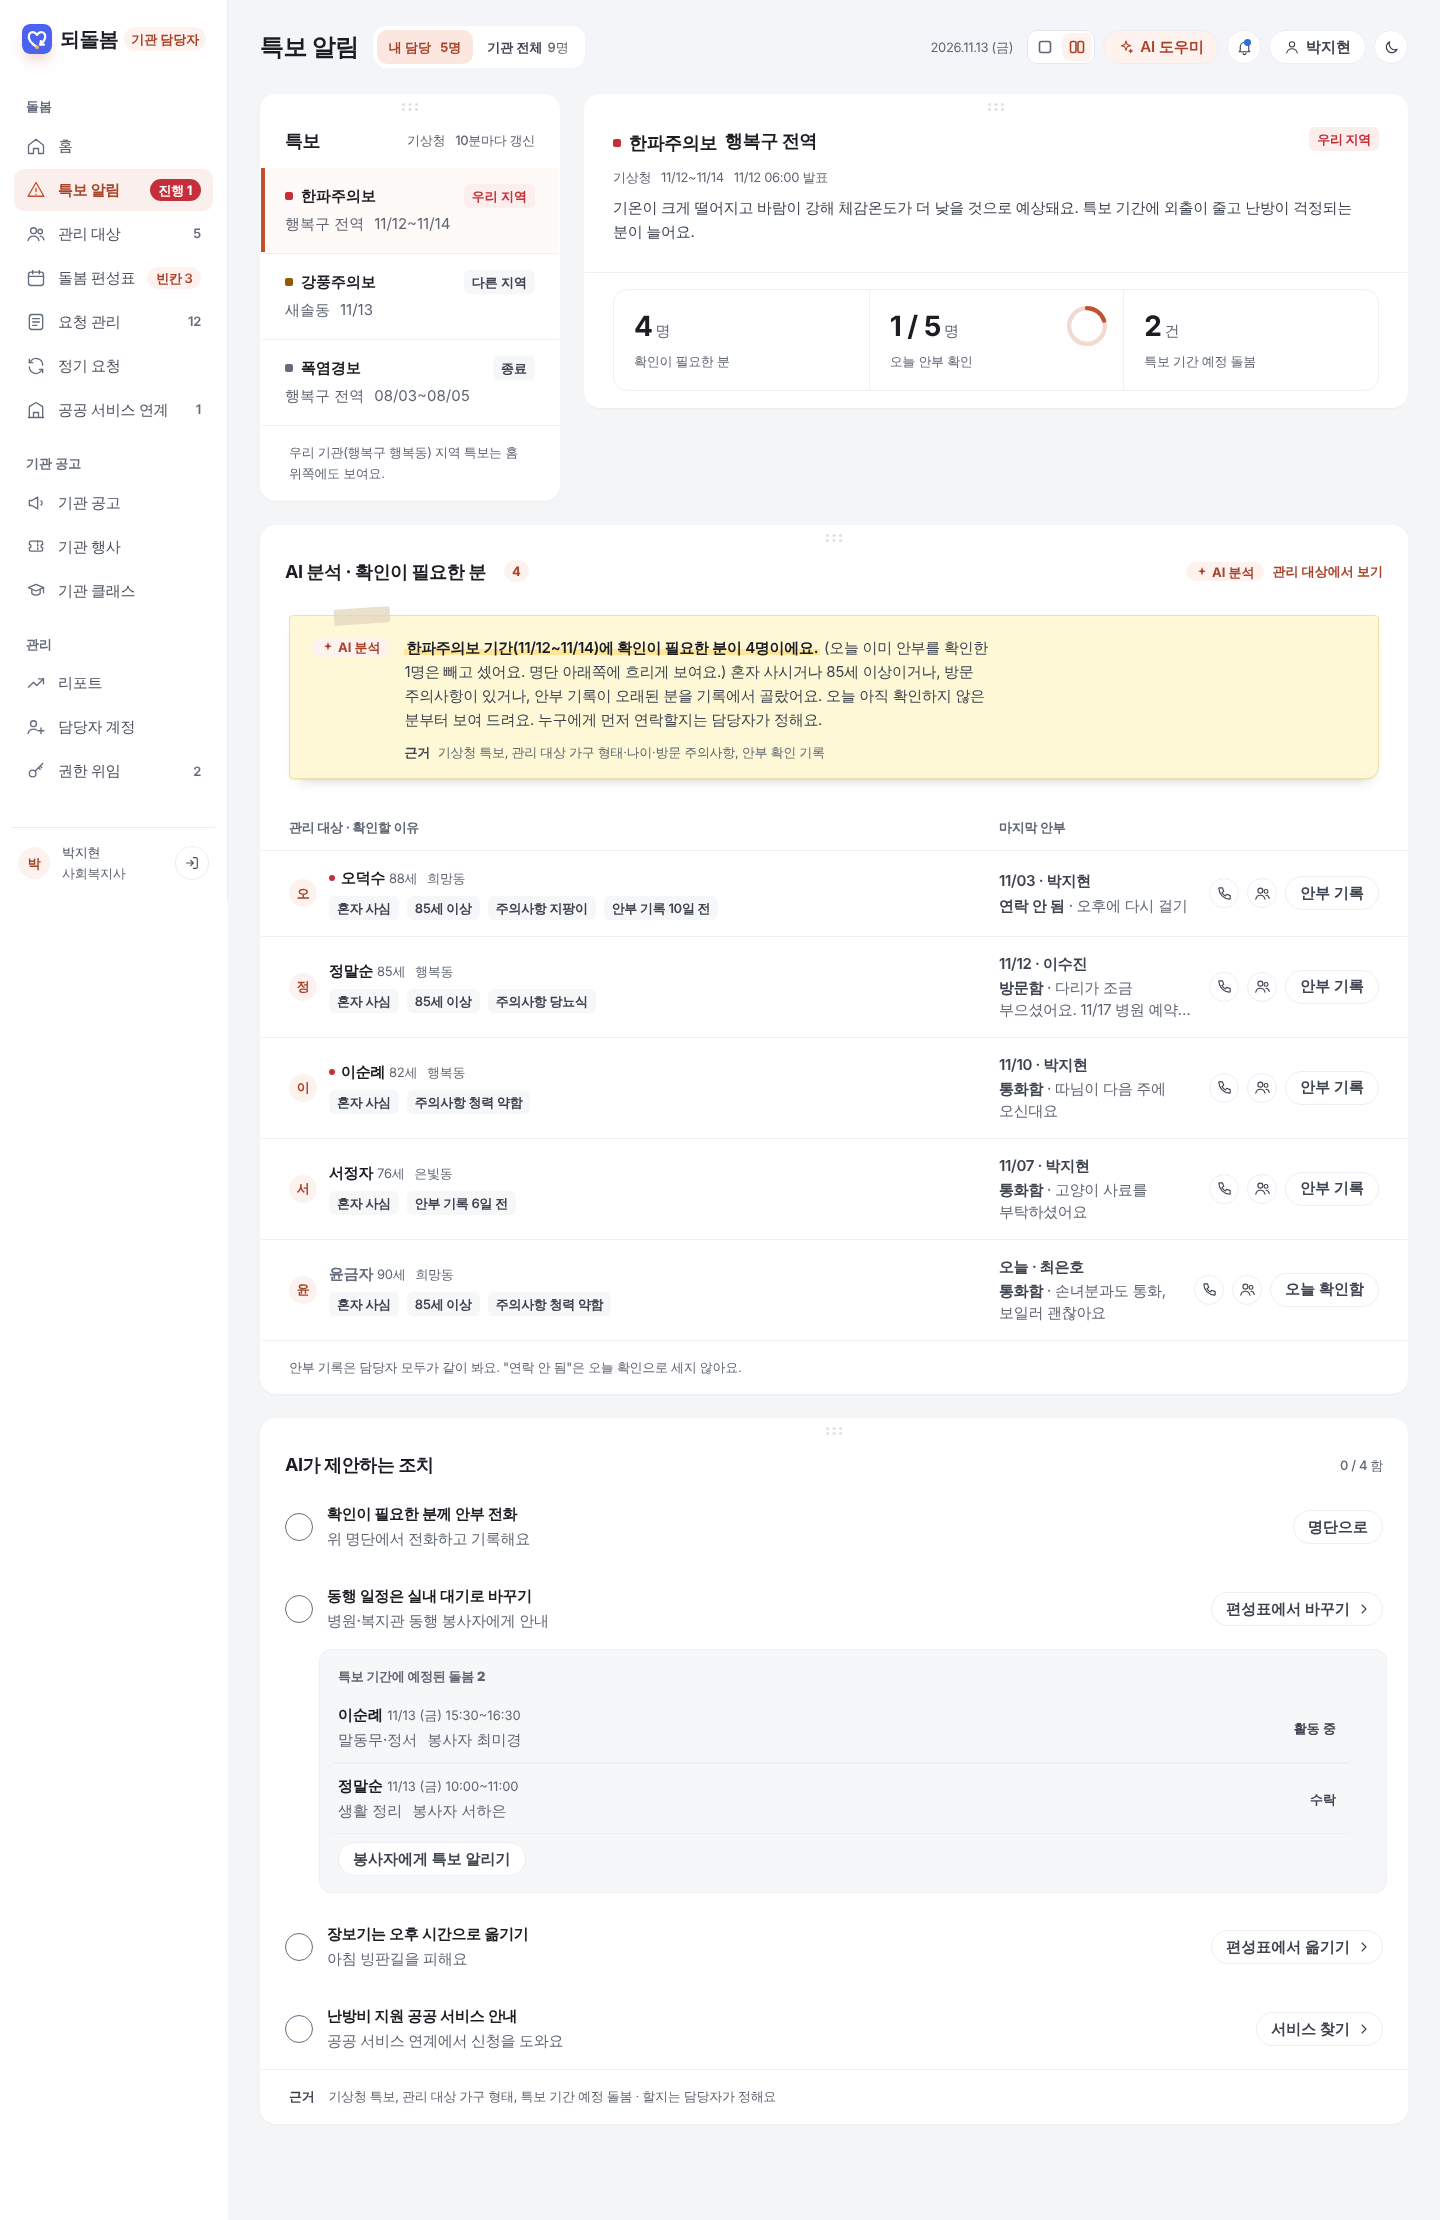 되돌봄 기관 담당자
돌봄
홈
특보 알림 진행 1
관리 대상 5
돌봄 편성표 빈칸 3
요청 관리 12
정기 요청
공공 서비스 연계 1
기관 공고
기관 공고
기관 행사
기관 클래스
관리
리포트
담당자 계정
권한 위임 2
박 박지현
사회복지사
특보 알림 내 담당 5명 기관 전체 9명
2026.11.13 (금) AI 도우미 박지현
특보 기상청 10분마다 갱신
한파주의보 우리 지역
행복구 전역 11/12~11/14
강풍주의보 다른 지역
새솔동 11/13
폭염경보 종료
행복구 전역 08/03~08/05
우리 기관(행복구 행복동) 지역 특보는 홈
위쪽에도 보여요.
한파주의보 행복구 전역 우리 지역
기상청 11/12~11/14 11/12 06:00 발표
기온이 크게 떨어지고 바람이 강해 체감온도가 더 낮을 것으로 예상돼요. 특보 기간에 외출이 줄고 난방이 걱정되는
분이 늘어요.
4명
확인이 필요한 분
1 / 5명
오늘 안부 확인
2건
특보 기간 예정 돌봄
AI 분석 · 확인이 필요한 분 4 AI 분석 관리 대상에서 보기
AI 분석 한파주의보 기간(11/12~11/14)에 확인이 필요한 분이 4명이에요. (오늘 이미 안부를 확인한
1명은 빼고 셌어요. 명단 아래쪽에 흐리게 보여요.) 혼자 사시거나 85세 이상이거나, 방문
주의사항이 있거나, 안부 기록이 오래된 분을 기록에서 골랐어요. 오늘 아직 확인하지 않은
분부터 보여 드려요. 누구에게 먼저 연락할지는 담당자가 정해요.
근거 기상청 특보, 관리 대상 가구 형태·나이·방문 주의사항, 안부 확인 기록
관리 대상 · 확인할 이유 마지막 안부
오 오덕수 88세 희망동
혼자 사심 85세 이상 주의사항 지팡이 안부 기록 10일 전
11/03 · 박지현
연락 안 됨 · 오후에 다시 걸기
안부 기록
정 정말순 85세 행복동
혼자 사심 85세 이상 주의사항 당뇨식
11/12 · 이수진
방문함 · 다리가 조금
부으셨어요. 11/17 병원 예약…
안부 기록
이 이순례 82세 행복동
혼자 사심 주의사항 청력 약함
11/10 · 박지현
통화함 · 따님이 다음 주에
오신대요
안부 기록
서 서정자 76세 은빛동
혼자 사심 안부 기록 6일 전
11/07 · 박지현
통화함 · 고양이 사료를
부탁하셨어요
안부 기록
윤 윤금자 90세 희망동
혼자 사심 85세 이상 주의사항 청력 약함
오늘 · 최은호
통화함 · 손녀분과도 통화,
보일러 괜찮아요
오늘 확인함
안부 기록은 담당자 모두가 같이 봐요. "연락 안 됨"은 오늘 확인으로 세지 않아요.
AI가 제안하는 조치 0 / 4 함
확인이 필요한 분께 안부 전화
위 명단에서 전화하고 기록해요
명단으로
동행 일정은 실내 대기로 바꾸기
병원·복지관 동행 봉사자에게 안내
편성표에서 바꾸기
특보 기간에 예정된 돌봄 2
이순례 11/13 (금) 15:30~16:30
말동무·정서 봉사자 최미경
활동 중
정말순 11/13 (금) 10:00~11:00
생활 정리 봉사자 서하은
수락
봉사자에게 특보 알리기
장보기는 오후 시간으로 옮기기
아침 빙판길을 피해요
편성표에서 옮기기
난방비 지원 공공 서비스 안내
공공 서비스 연계에서 신청을 도와요
서비스 찾기
근거 기상청 특보, 관리 대상 가구 형태, 특보 기간 예정 돌봄 · 할지는 담당자가 정해요